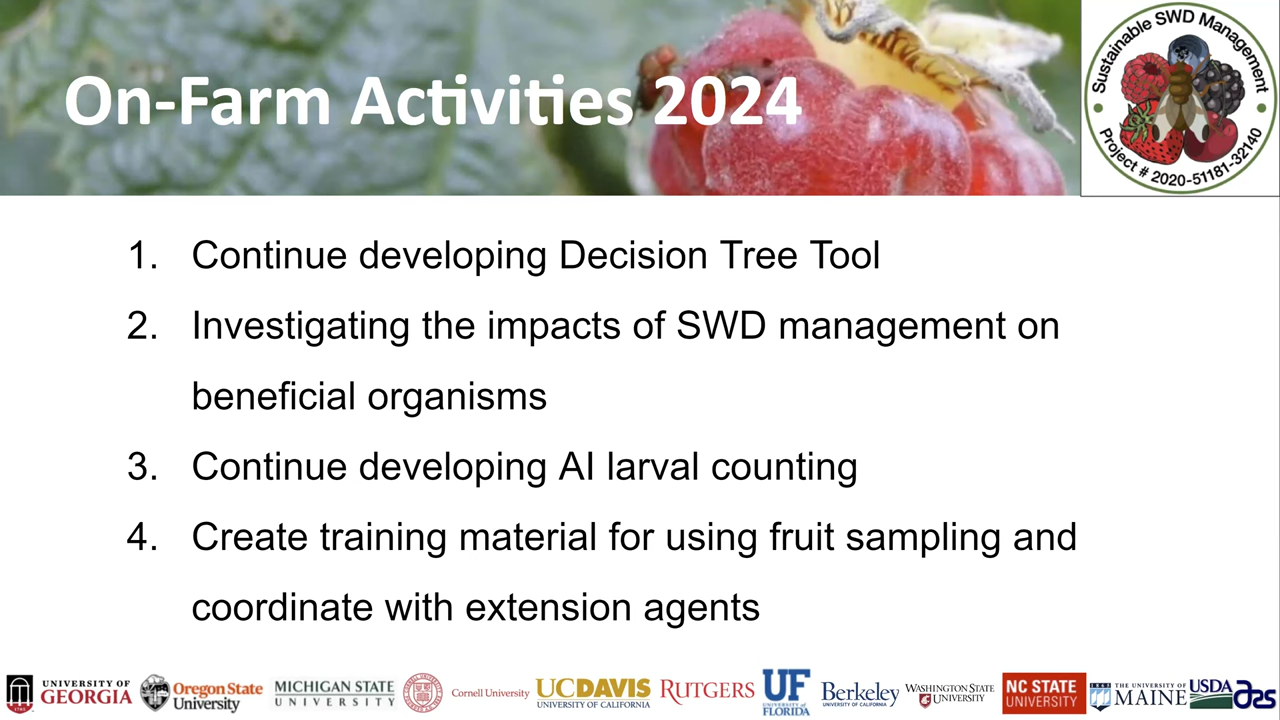 On-Farm Activities 2024
Sustainable SWD Management
Project # 2020-51181-32140
1. Continue developing Decision Tree Tool
2. Investigating the impacts of SWD management on
beneficial organisms
3. Continue developing AI larval counting
4. Create training material for using fruit sampling and
coordinate with extension agents
UNIVERSITY OF
GEORGIA
1785
Oregon State
University
MICHIGAN STATE
UNIVERSITY
Cornell University
UCDAVIS
UNIVERSITY OF CALIFORNIA
RUTGERS
UF
UNIVERSITY of
FLORIDA
Berkeley
UNIVERSITY OF CALIFORNIA
WASHINGTON STATE
UNIVERSITY
NC STATE
UNIVERSITY
1865
THE UNIVERSITY OF
MAINE
USDA
ars